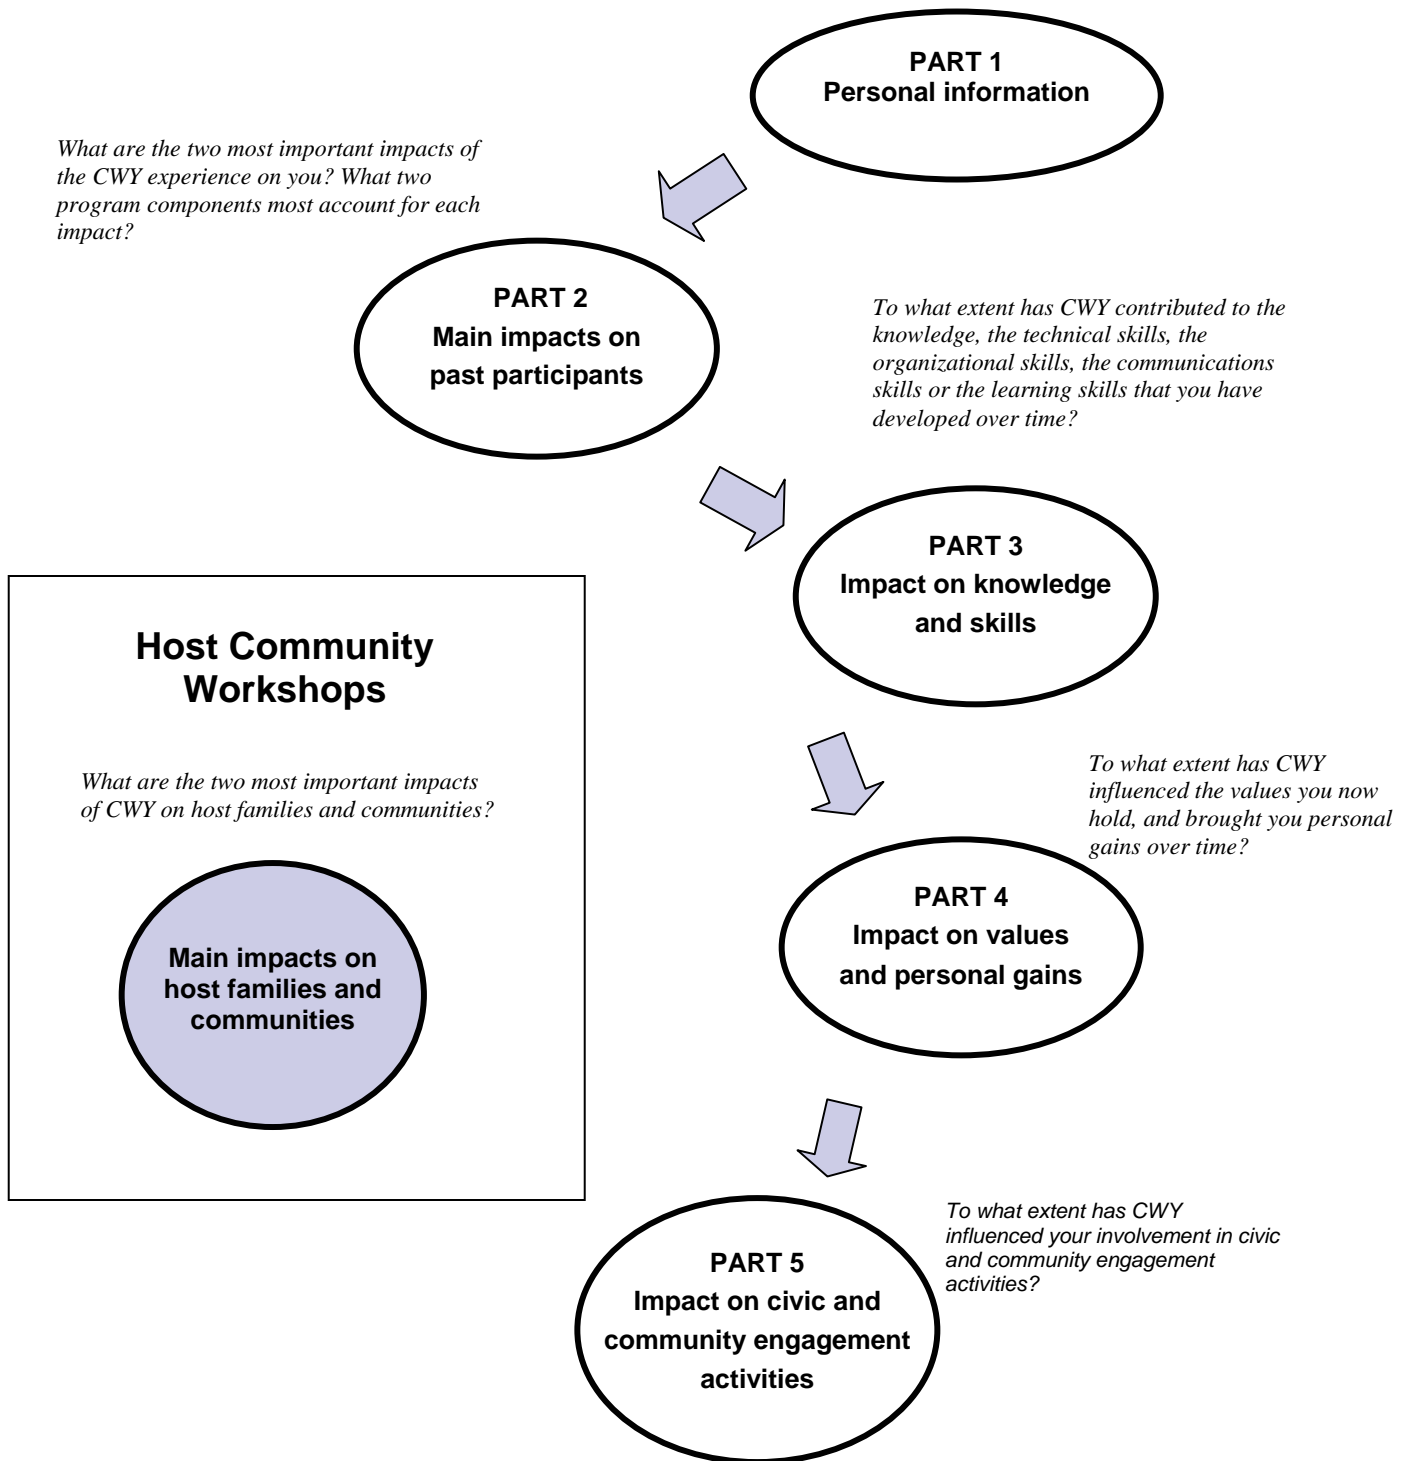 PART 1
Personal information
What are the two most important impacts of
the CWY experience on you? What two
program components most account for each
impact?
PART 2
Main impacts on
past participants
To what extent has CWY contributed to the
knowledge, the technical skills, the
organizational skills, the communications
skills or the learning skills that you have
developed over time?
PART 3
Impact on knowledge
and skills
Host Community
Workshops
What are the two most important impacts
of CWY on host families and communities?
Main impacts on
host families and
communities
To what extent has CWY
influenced the values you now
hold, and brought you personal
gains over time?
PART 4
Impact on values
and personal gains
To what extent has CWY
influenced your involvement in civic
and community engagement
activities?
PART 5
Impact on civic and
community engagement
activities